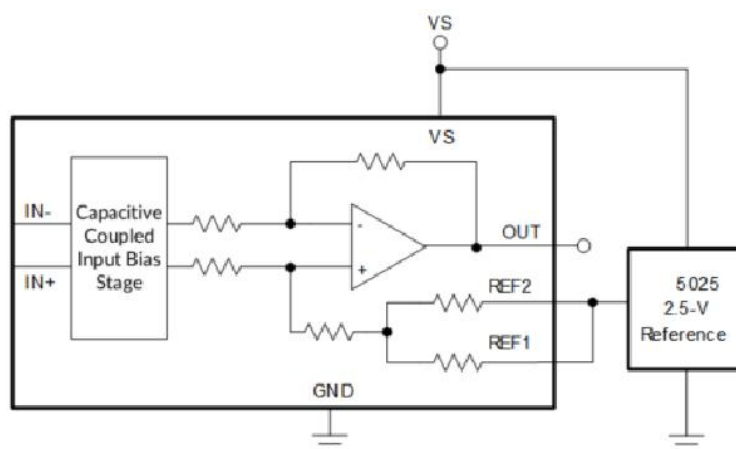 VS
VS
IN-
IN+
Capacitive
Coupled
Input Bias
Stage
-
+
OUT
REF2
REF1
GND
5025
2.5-V
Reference